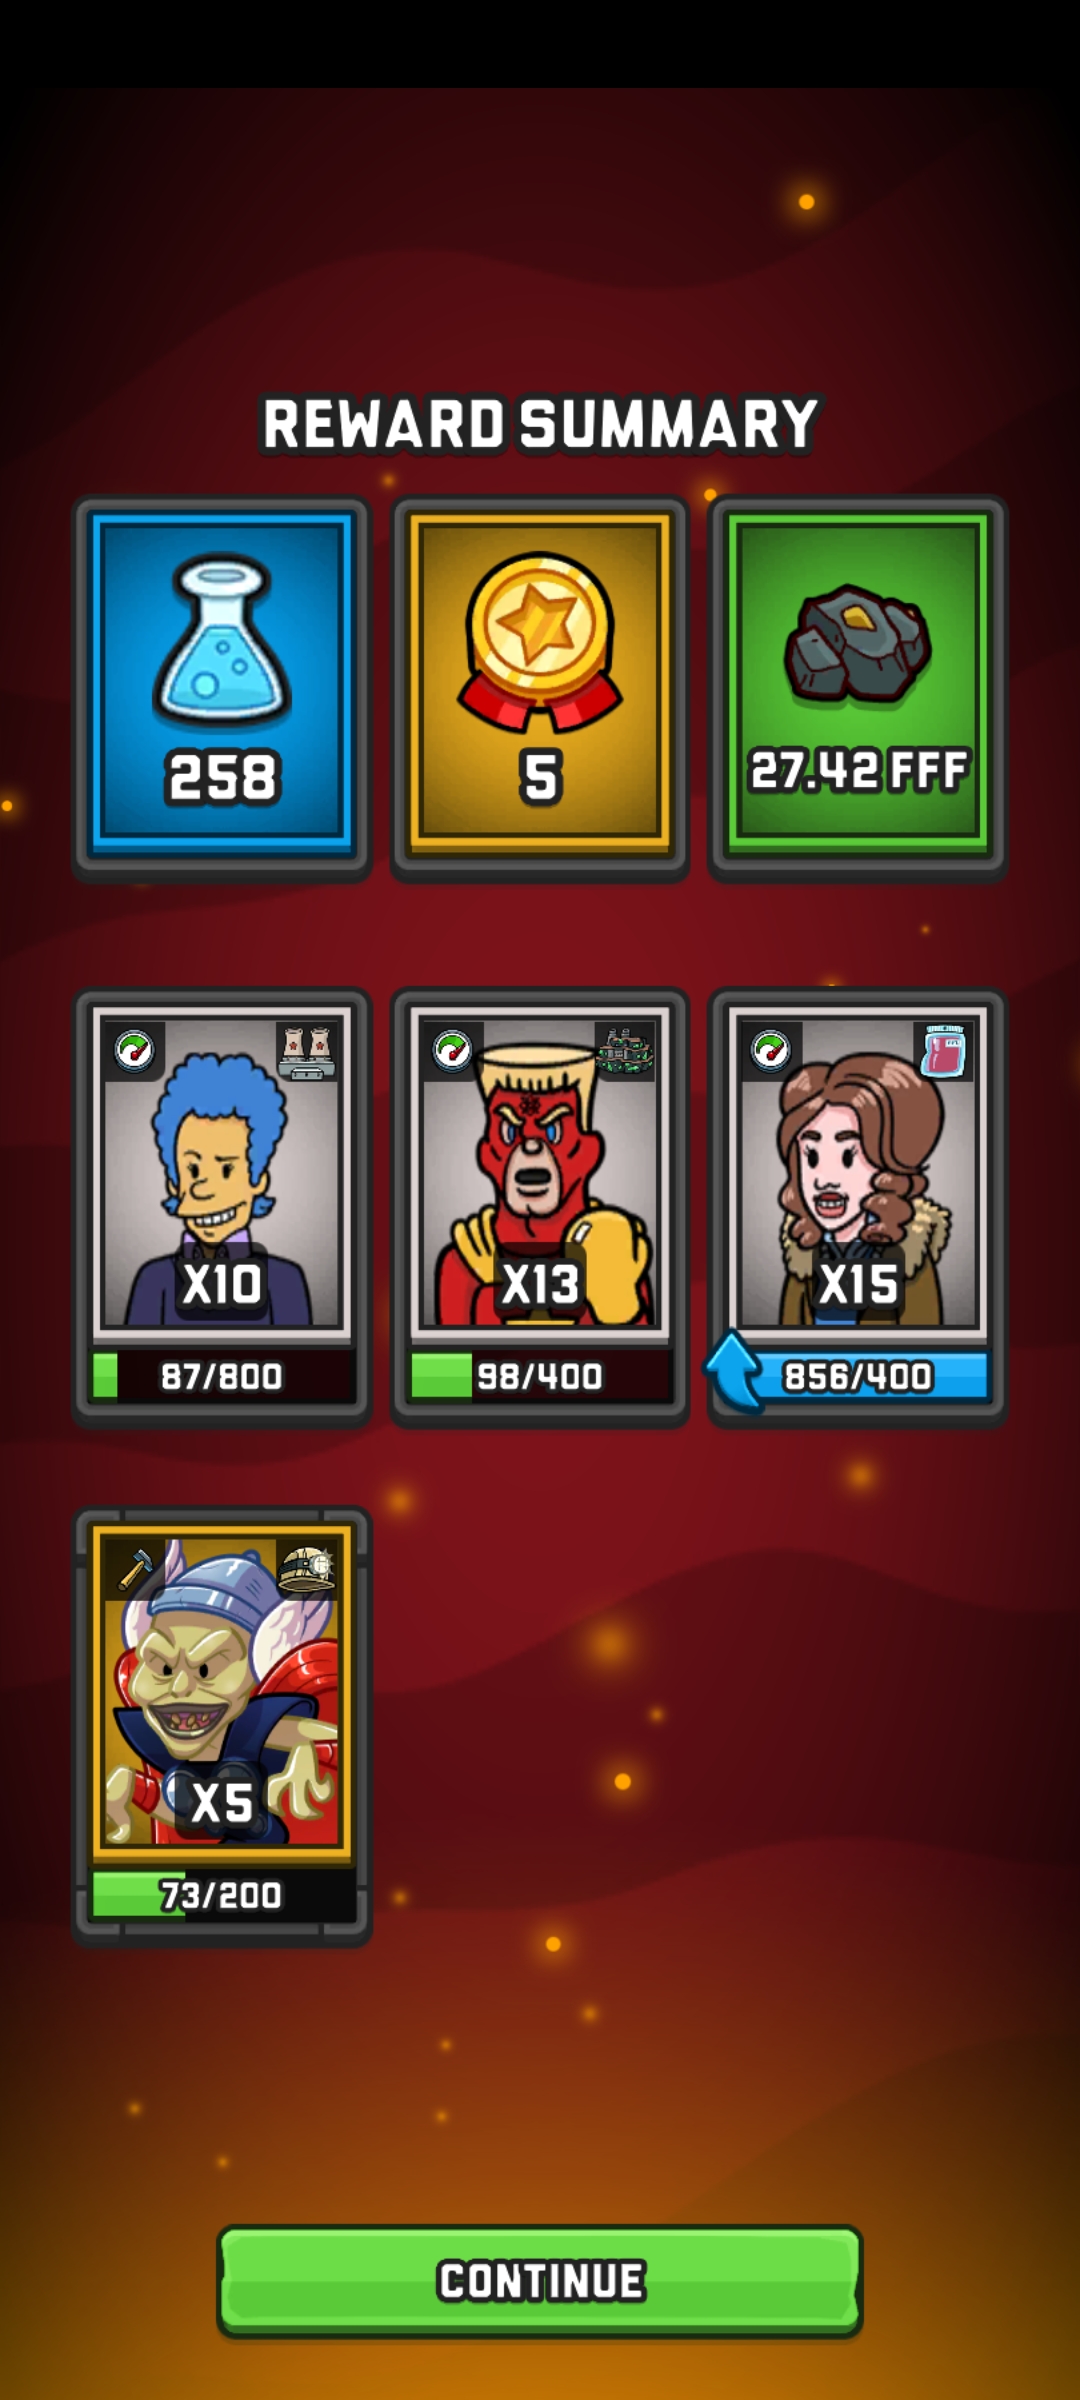 REWARD SUMMARY
258
5
27.42 FFF
X10
X13
X15
87/800
98/400
856/400
X5
73/200
CONTINUE